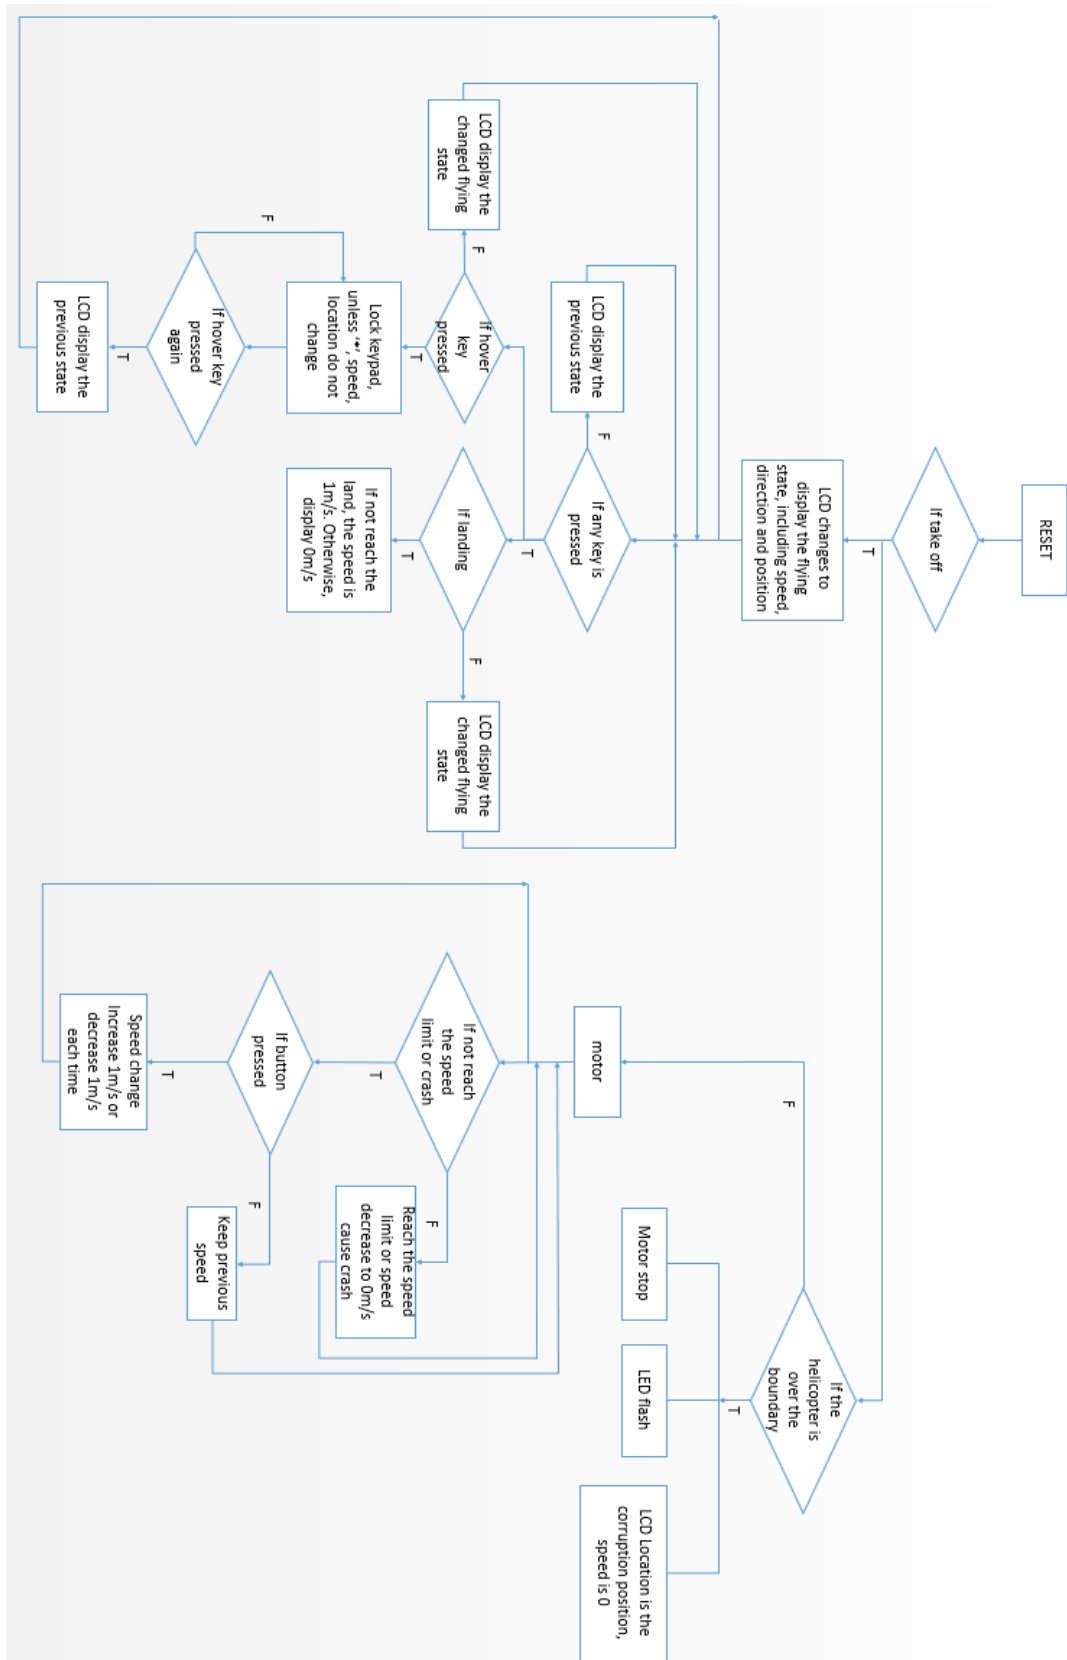 RESET
If take off
T
LCD changes to
display the flying
state, including speed,
direction and position
If any key is
pressed
F
LCD display the
previous state
T
If hover
key
pressed
F
LCD display the
changed flying
state
T
Lock keypad,
unless ‘*’, speed,
location do not
change
F
If hover key
pressed
again
T
LCD display the
previous state
If landing
T
If not reach the
land, the speed is
1m/s. Otherwise,
display 0m/s
F
LCD display the
changed flying
state
If the
helicopter is
over the
boundary
T
Motor stop
LED flash
LCD Location is the
corruption position,
speed is 0
F
motor
If not reach
the speed
limit or crash
F
Reach the speed
limit or speed
decrease to 0m/s
cause crash
T
If button
pressed
F
Keep previous
speed
T
Speed change
Increase 1m/s or
decrease 1m/s
each time